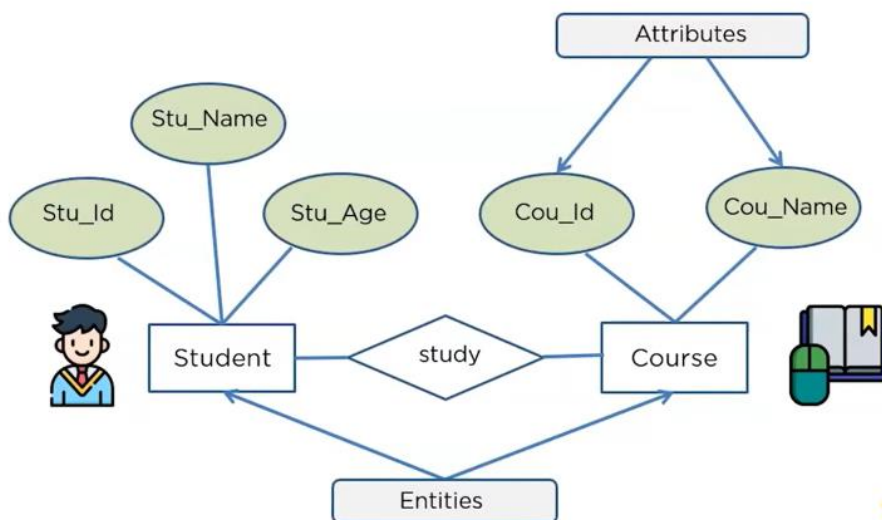 Attributes
Stu_Name
Stu_Id
Stu_Age
Cou_Id
Cou_Name
Student
study
Course
Entities